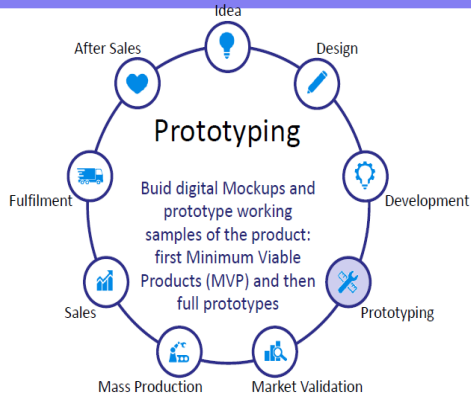 Idea
After Sales
Design
Prototyping
Fulfilment
Buid digital Mockups and
prototype working
samples of the product:
first Minimum Viable
Products (MVP) and then
full prototypes
Development
Sales
Prototyping
Mass Production
Market Validation